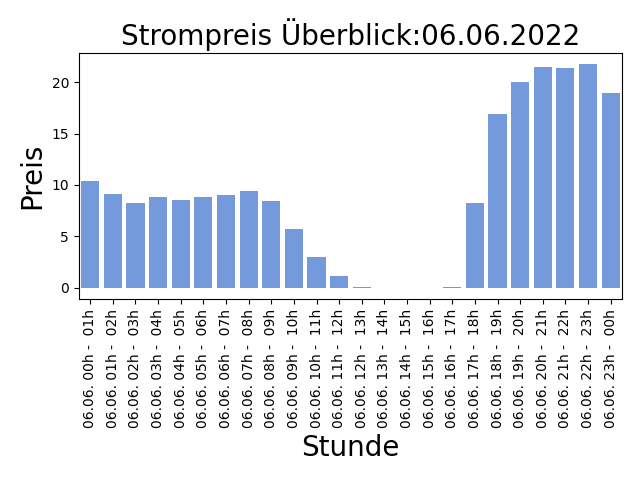 Strompreis Überblick:06.06.2022
Preis
20
15
10
5
0
06.06. 00h - 01h
06.06. 01h - 02h
06.06. 02h - 03h
06.06. 03h - 04h
06.06. 04h - 05h
06.06. 05h - 06h
06.06. 06h - 07h
06.06. 07h - 08h
06.06. 08h - 09h
06.06. 09h - 10h
06.06. 10h - 11h
06.06. 11h - 12h
06.06. 12h - 13h
06.06. 13h - 14h
06.06. 14h - 15h
06.06. 15h - 16h
06.06. 16h - 17h
06.06. 17h - 18h
06.06. 18h - 19h
06.06. 19h - 20h
06.06. 20h - 21h
06.06. 21h - 22h
06.06. 22h - 23h
06.06. 23h - 00h
Stunde